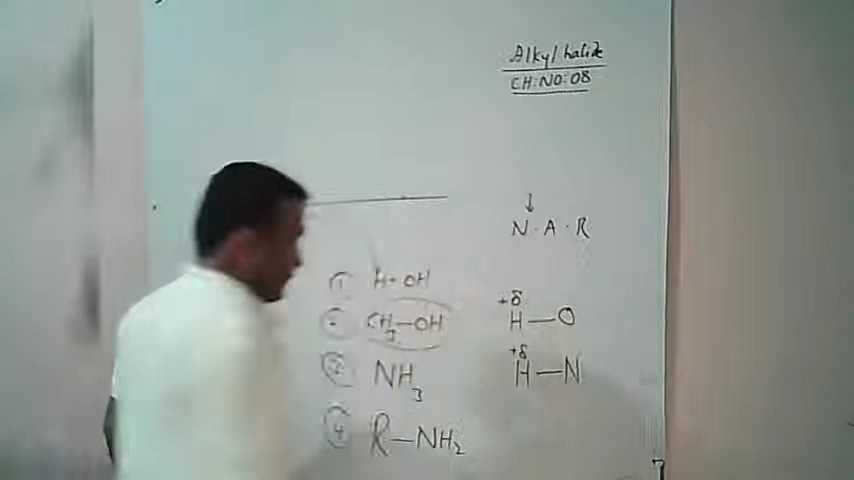 Alkyl halide
CH:NO:08
↓
N . A . R
① H - OH
② CH3—OH
③ NH3
④ R—NH2
+δ
H—O
+δ
H—N